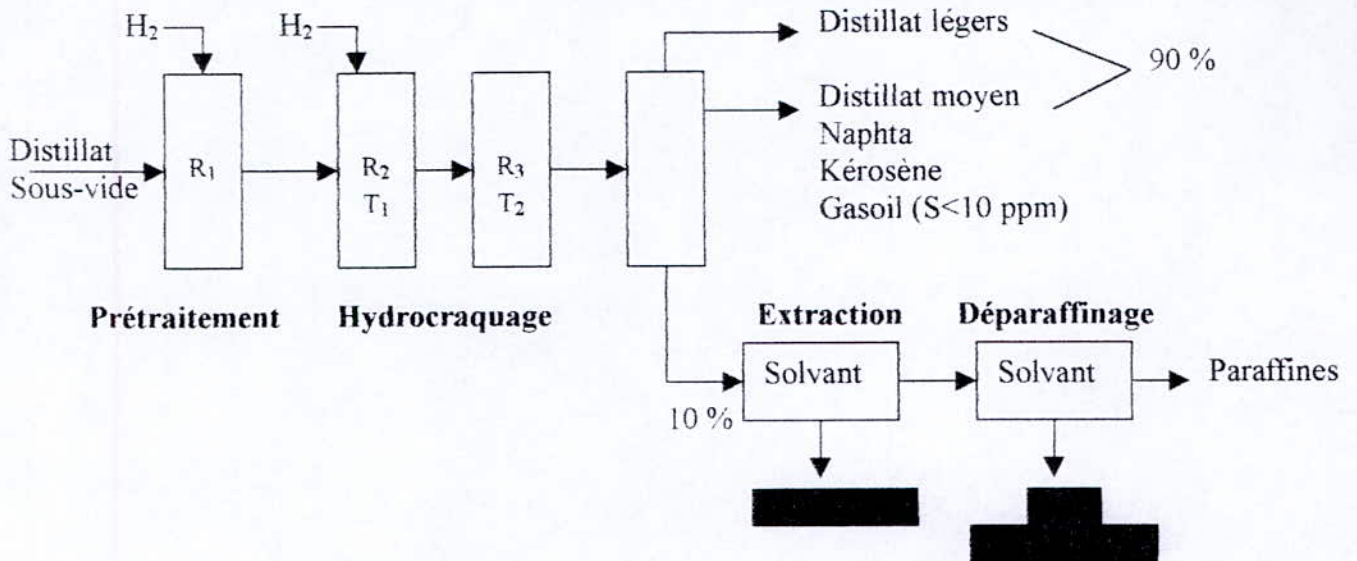 H₂
H₂
Distillat légers
90 %
Distillat moyen
Naphta
Kérosène
Gasoil (S<10 ppm)
Distillat
Sous-vide
R₁
R₂
T₁
R₃
T₂
Prétraitement
Hydrocraquage
Extraction
Déparaffinage
Solvant
Solvant
Paraffines
10 %